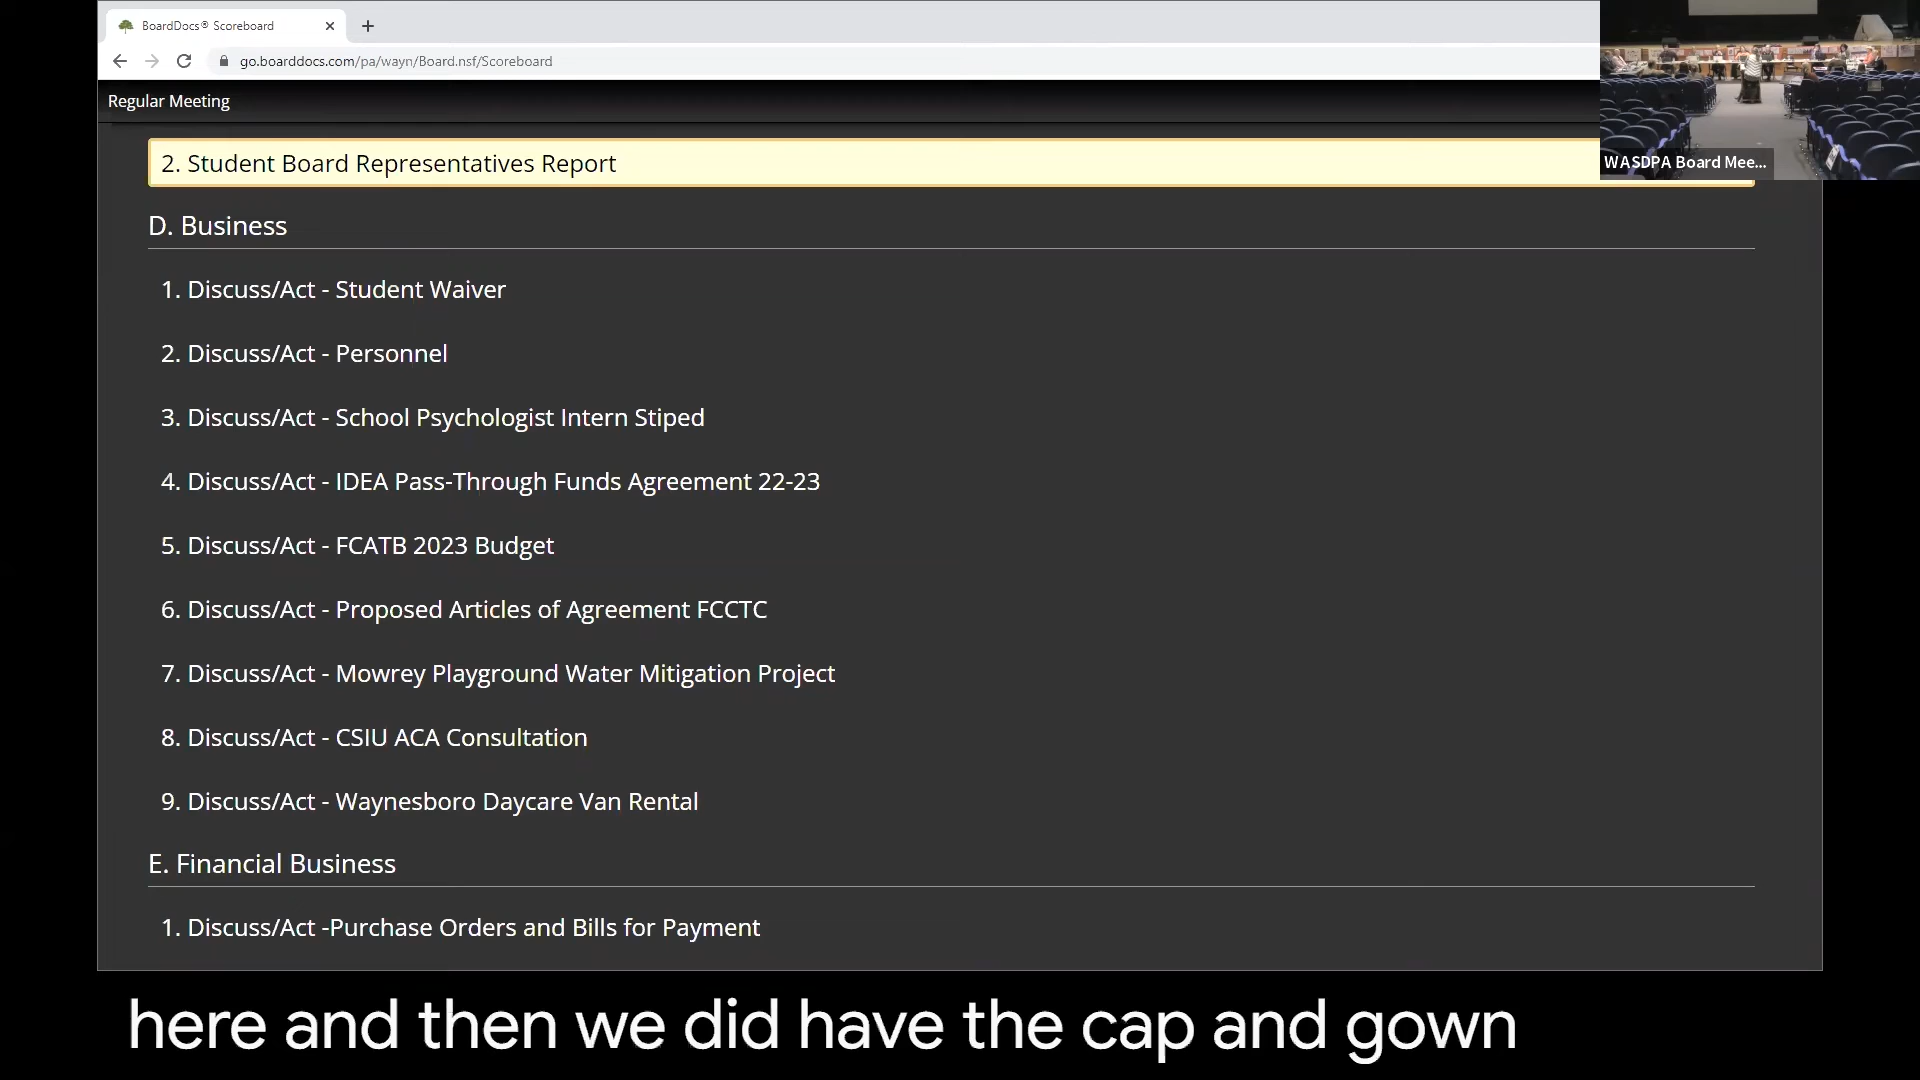 BoardDocs® Scoreboard
go.boarddocs.com/pa/wayn/Board.nsf/Scoreboard
Regular Meeting
WASDPA Board Mee...
2. Student Board Representatives Report
D. Business
1. Discuss/Act - Student Waiver
2. Discuss/Act - Personnel
3. Discuss/Act - School Psychologist Intern Stiped
4. Discuss/Act - IDEA Pass-Through Funds Agreement 22-23
5. Discuss/Act - FCATB 2023 Budget
6. Discuss/Act - Proposed Articles of Agreement FCCTC
7. Discuss/Act - Mowrey Playground Water Mitigation Project
8. Discuss/Act - CSIU ACA Consultation
9. Discuss/Act - Waynesboro Daycare Van Rental
E. Financial Business
1. Discuss/Act -Purchase Orders and Bills for Payment
here and then we did have the cap and gown